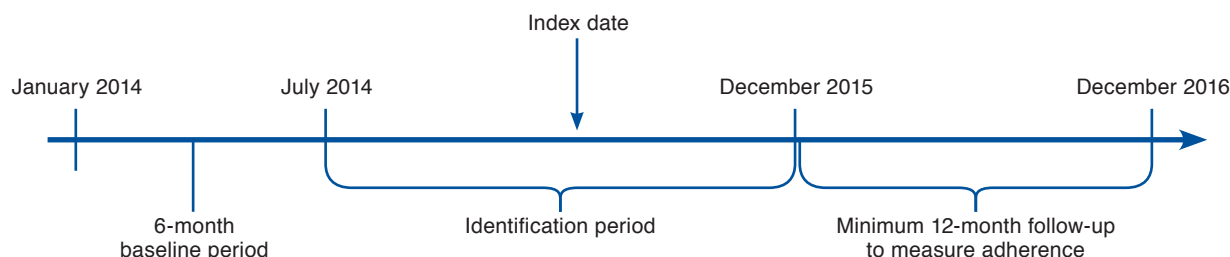 Index date
January 2014
July 2014
December 2015
December 2016
6-month
baseline period
Identification period
Minimum 12-month follow-up
to measure adherence